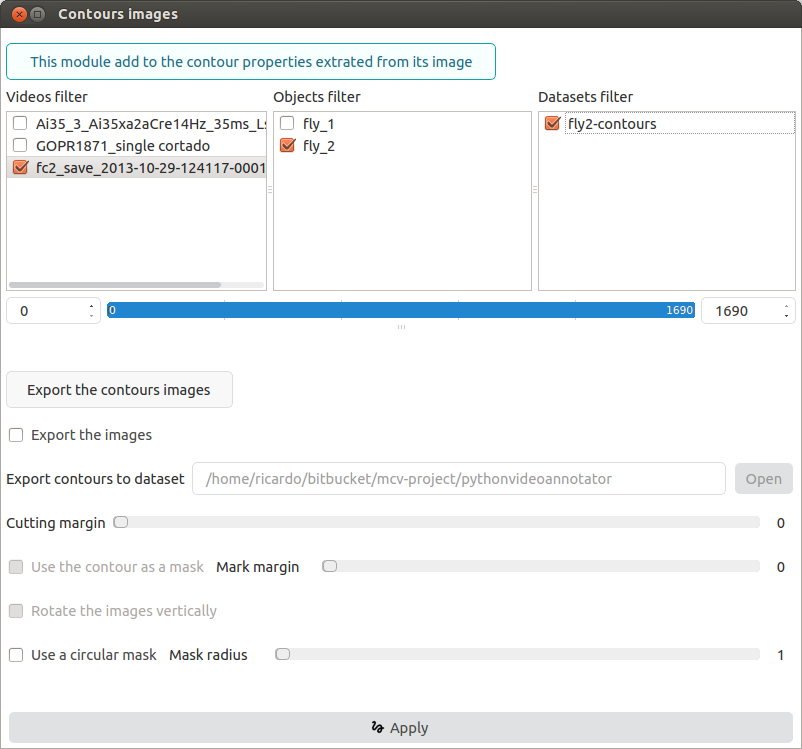 Contours images
This module add to the contour properties extrated from its image
Videos filter Objects filter Datasets filter
Ai35_3_Ai35xa2aCre14Hz_35ms_Ls fly_1 fly2-contours
GOPR1871_single cortado fly_2
fc2_save_2013-10-29-124117-0001
0 0 1690 1690
Export the contours images
Export the images
Export contours to dataset /home/ricardo/bitbucket/mcv-project/pythonvideoannotator Open
Cutting margin 0
Use the contour as a mask Mark margin 0
Rotate the images vertically
Use a circular mask Mask radius 1
Apply